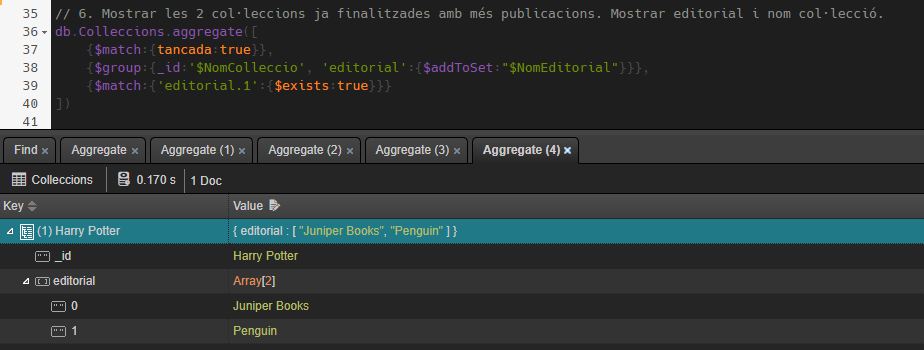 35 // 6. Mostrar les 2 col·leccions ja finalitzades amb més publicacions. Mostrar editorial i nom col·lecció.
36 db.Colleccions.aggregate([
37 {$match:{tancada:true}},
38 {$group:{_id:'$NomColleccio', 'editorial':{$addToSet:"$NomEditorial"}}},
39 {$match:{'editorial.1':{$exists:true}}}
40 ])
41
Find × Aggregate × Aggregate (1) × Aggregate (2) × Aggregate (3) × Aggregate (4) ×
Colleccions 0.170 s 1 Doc
Key Value
(1) Harry Potter { editorial : [ "Juniper Books", "Penguin" ] }
_id Harry Potter
editorial Array[2]
0 Juniper Books
1 Penguin